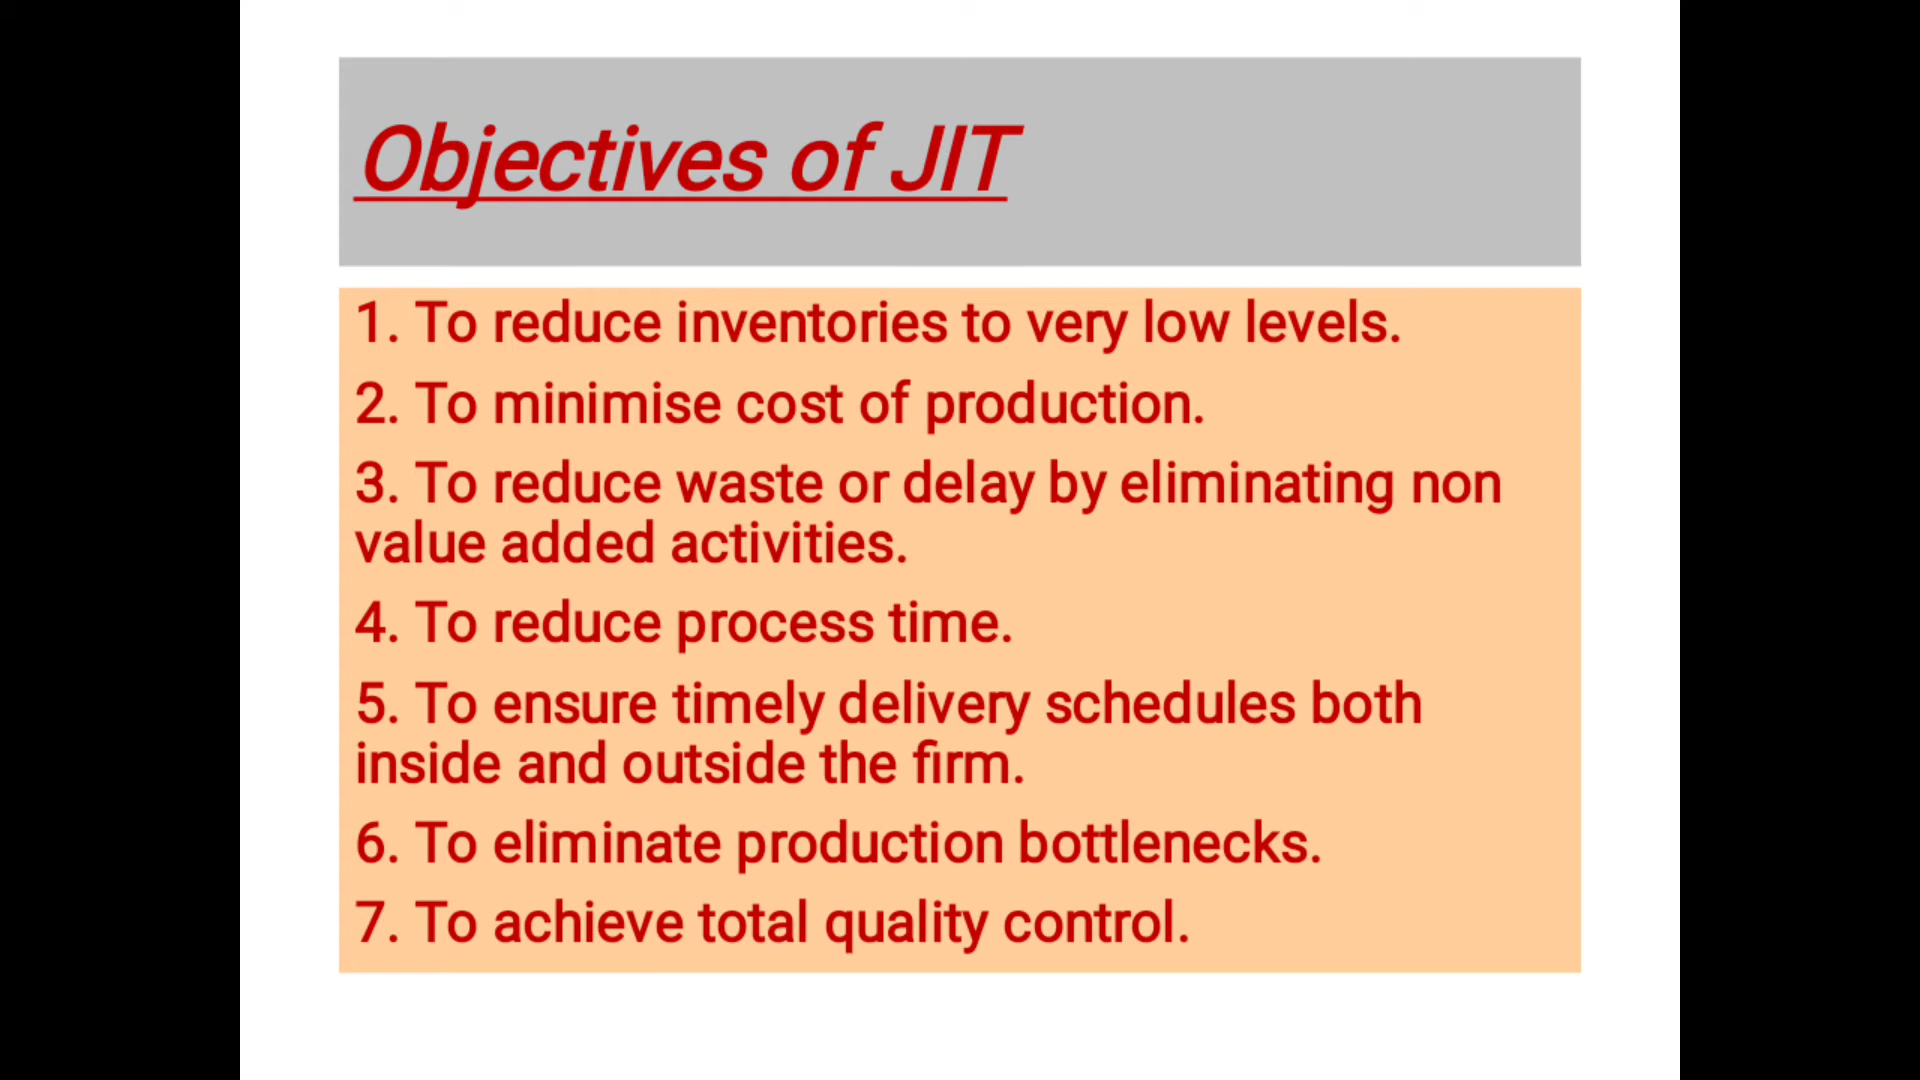 Objectives of JIT
1. To reduce inventories to very low levels.
2. To minimise cost of production.
3. To reduce waste or delay by eliminating non
value added activities.
4. To reduce process time.
5. To ensure timely delivery schedules both
inside and outside the firm.
6. To eliminate production bottlenecks.
7. To achieve total quality control.